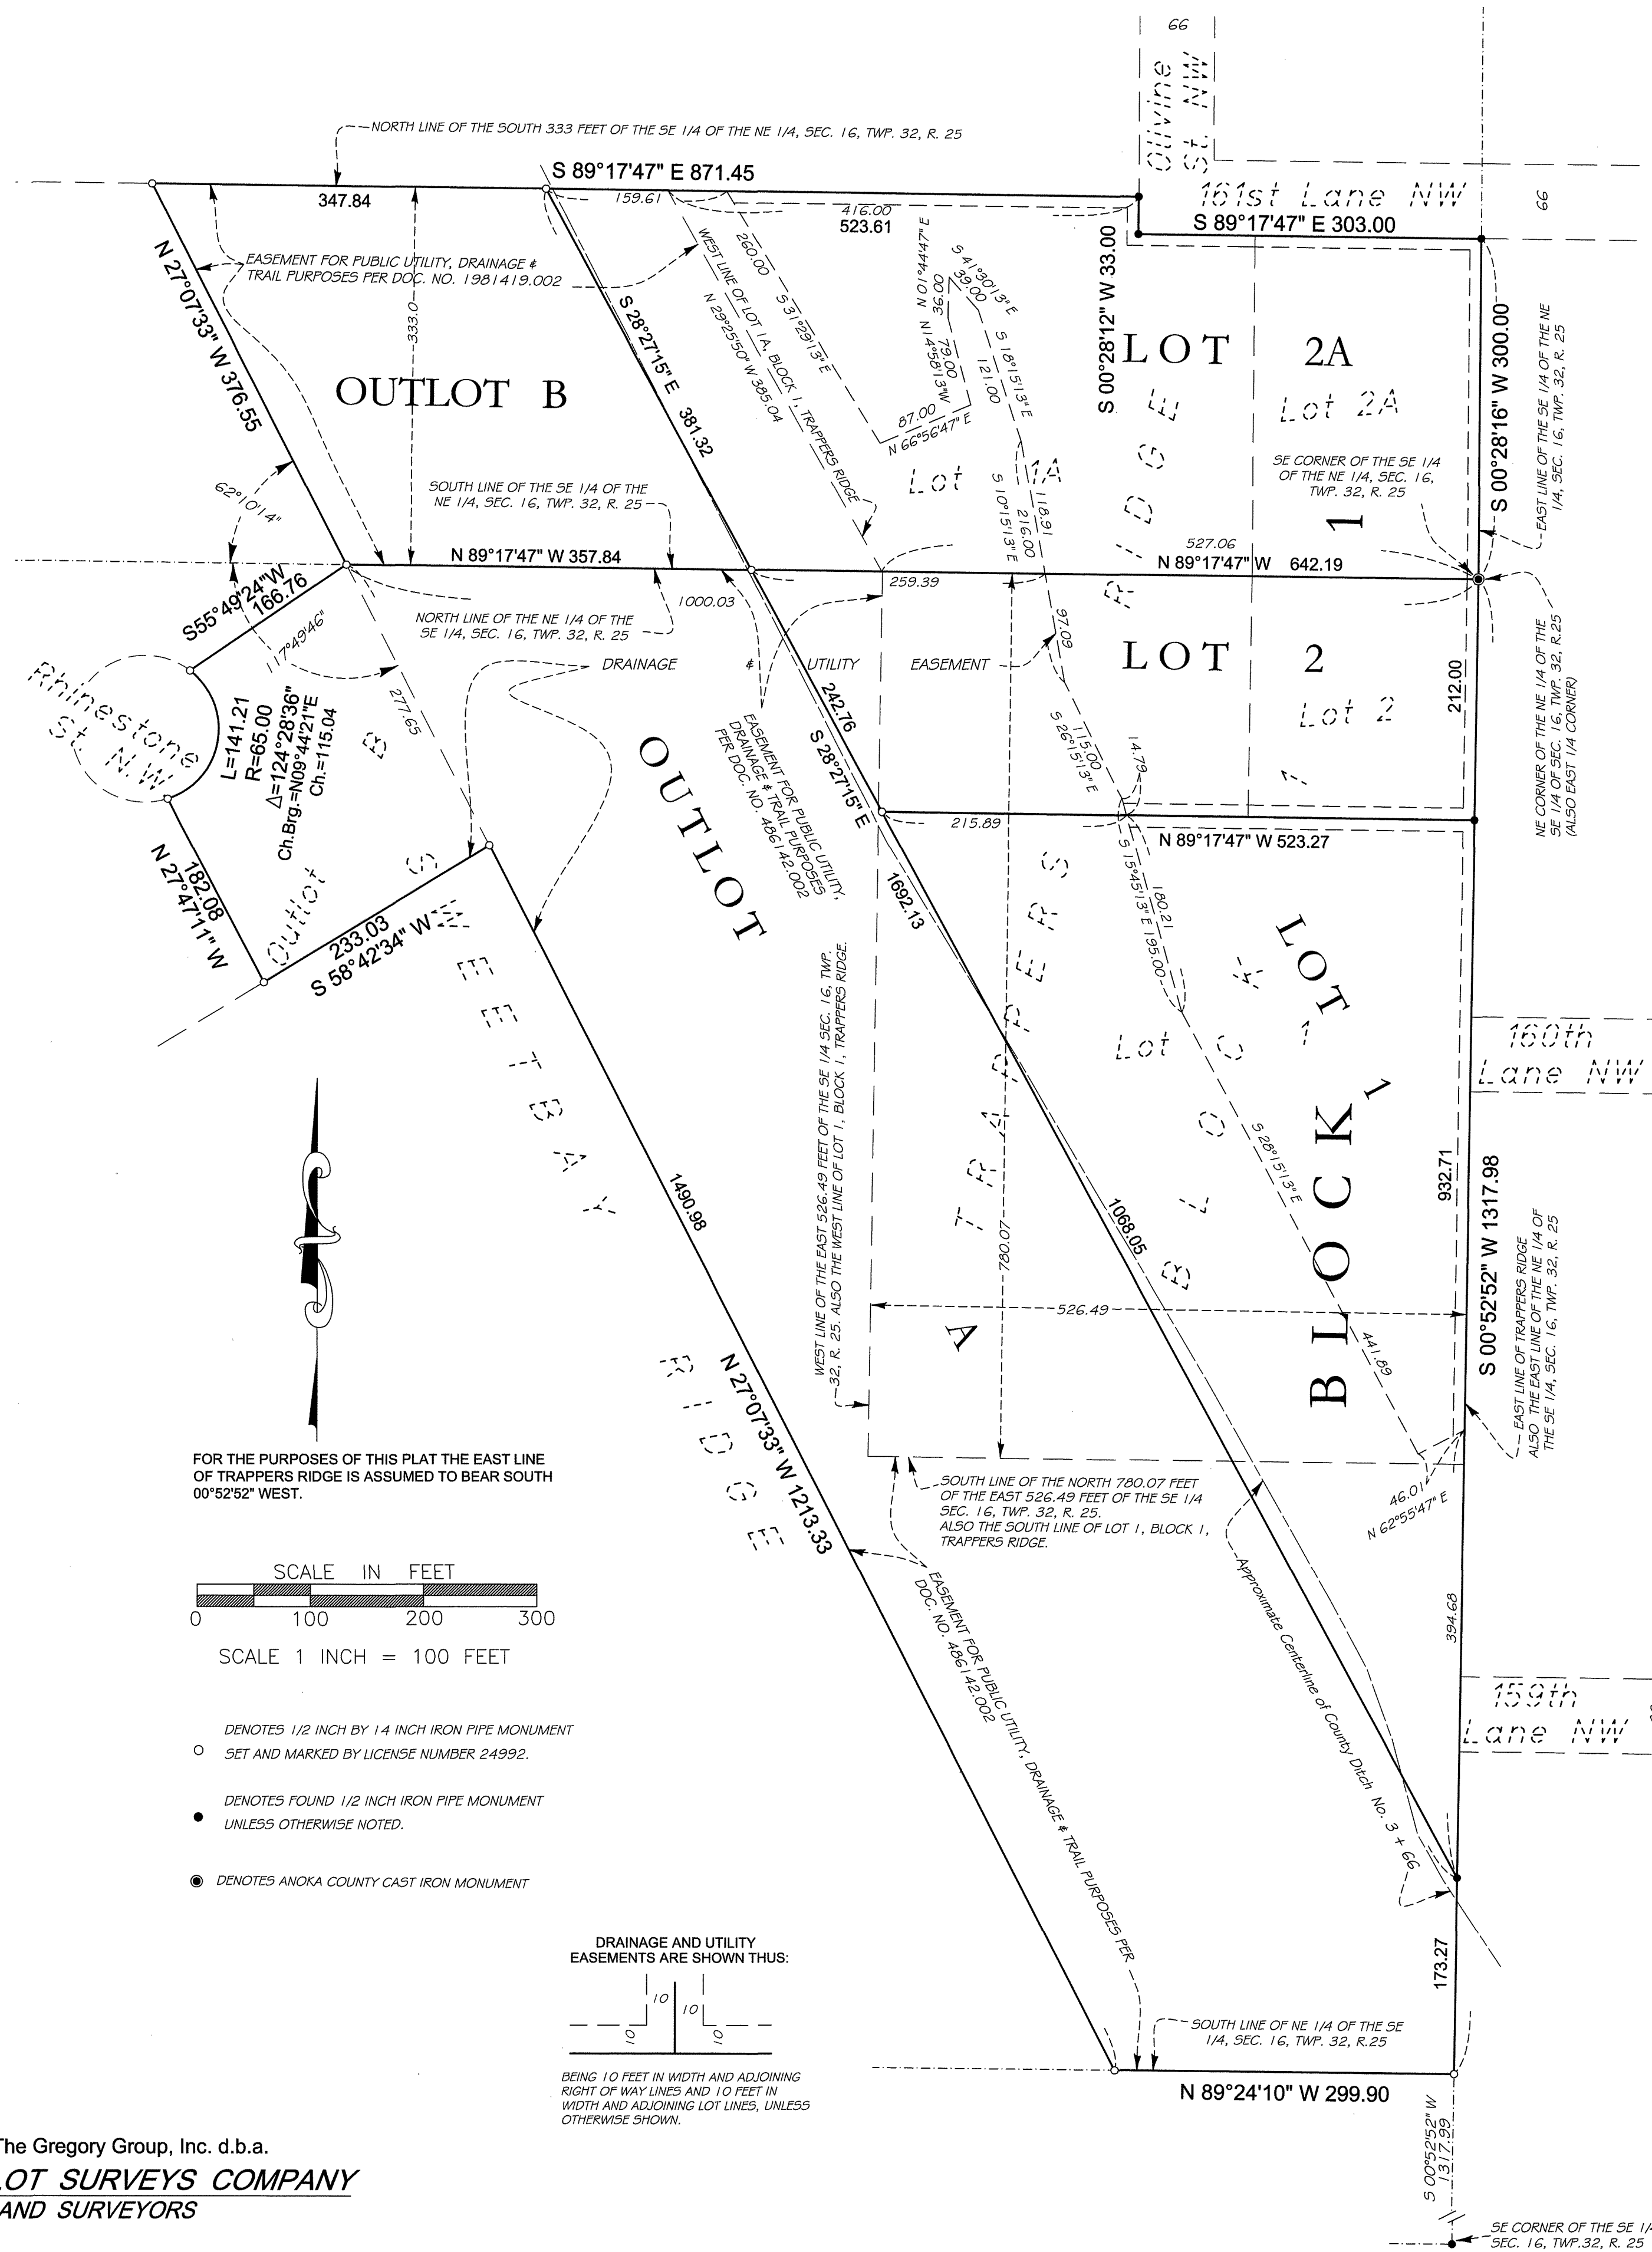 66
Olivine
St. NW
NORTH LINE OF THE SOUTH 333 FEET OF THE SE 1/4 OF THE NE 1/4, SEC. 16, TWP. 32, R. 25
S 89°17'47" E 871.45
161st Lane NW
66
347.84
159.61
416.00
523.61
S 89°17'47" E 303.00
EASEMENT FOR PUBLIC UTILITY, DRAINAGE &
TRAIL PURPOSES PER DOC. NO. 1981419.002
N 27°07'33" W 376.55
333.0
OUTLOT B
S 28°27'15" E 381.32
WEST LINE OF LOT 1A, BLOCK 1, TRAPPERS RIDGE
N 29°25'50" W 385.04
260.00
S 31°29'13" E
87.00
N 66°56'47" E
N 14°58'13"W
79.00
N 01°44'47" E
36.00
S 41°30'13"E
39.00
S 18°15'13" E
121.00
S 00°28'12" W 33.00
LOT 2A
Lot 2A
S 00°28'16" W 300.00
EAST LINE OF THE SE 1/4 OF THE NE
1/4, SEC. 16, TWP. 32, R. 25
SE CORNER OF THE SE 1/4
OF THE NE 1/4, SEC. 16,
TWP. 32, R. 25
1
Lot 1A
S 10°15'13"E
216.00
118.91
62°10'14"
SOUTH LINE OF THE SE 1/4 OF THE
NE 1/4, SEC. 16, TWP. 32, R. 25
N 89°17'47" W 357.84
527.06
N 89°17'47" W 642.19
259.39
1000.03
S55°49'24"W
166.76
117°49'46"
NORTH LINE OF THE NE 1/4 OF THE
SE 1/4, SEC. 16, TWP. 32, R. 25
DRAINAGE & UTILITY EASEMENT
97.09
LOT 2
Lot 2
212.00
NE CORNER OF THE NE 1/4 OF THE
SE 1/4 OF SEC. 16, TWP. 32, R.25
(ALSO EAST 1/4 CORNER)
Rhinestone
St. N.W
L=141.21
R=65.00
Δ=124°28'36"
Ch.Brg.=N09°44'21"E
Ch.=115.04
277.65
B
EASEMENT FOR PUBLIC UTILITY,
DRAINAGE & TRAIL PURPOSES
PER DOC. NO. 486142.002
242.76
S 28°27'15" E
115.00
S 26°15'13" E
14.79
1
215.89
N 89°17'47" W 523.27
182.08
N 27°47'11" W
Outlot
233.03
S 58°42'34" W
OUTLOT
1692.13
S 15°45'13"E 195.00
180.21
TRAPPERS
RIDGE
SWEETBAY
RIDGE
LOT 1
Lot 1
BLOCK
160th
Lane NW
WEST LINE OF THE EAST 526.49 FEET OF THE SE 1/4 SEC. 16, TWP.
32, R. 25. ALSO THE WEST LINE OF LOT 1, BLOCK 1, TRAPPERS RIDGE.
1490.98
780.07
1068.05
S 28°15'13"E
BLOCK
932.71
S 00°52'52" W 1317.98
526.49
A
441.89
EAST LINE OF TRAPPERS RIDGE
ALSO THE EAST LINE OF THE NE 1/4 OF
THE SE 1/4, SEC. 16, TWP. 32, R. 25
N 27°07'33" W 1213.33
FOR THE PURPOSES OF THIS PLAT THE EAST LINE
OF TRAPPERS RIDGE IS ASSUMED TO BEAR SOUTH
00°52'52" WEST.
SOUTH LINE OF THE NORTH 780.07 FEET
OF THE EAST 526.49 FEET OF THE SE 1/4
SEC. 16, TWP. 32, R. 25.
ALSO THE SOUTH LINE OF LOT 1, BLOCK 1,
TRAPPERS RIDGE.
46.01
N 62°55'47" E
SCALE IN FEET
0 100 200 300
SCALE 1 INCH = 100 FEET
EASEMENT FOR PUBLIC UTILITY, DRAINAGE & TRAIL PURPOSES PER
DOC. NO. 486142.002
Approximate Centerline of County Ditch No. 3 + 66
394.68
159th
Lane NW
DENOTES 1/2 INCH BY 14 INCH IRON PIPE MONUMENT
SET AND MARKED BY LICENSE NUMBER 24992.
DENOTES FOUND 1/2 INCH IRON PIPE MONUMENT
UNLESS OTHERWISE NOTED.
DENOTES ANOKA COUNTY CAST IRON MONUMENT
173.27
DRAINAGE AND UTILITY
EASEMENTS ARE SHOWN THUS:
10 10
10 10
BEING 10 FEET IN WIDTH AND ADJOINING
RIGHT OF WAY LINES AND 10 FEET IN
WIDTH AND ADJOINING LOT LINES, UNLESS
OTHERWISE SHOWN.
SOUTH LINE OF NE 1/4 OF THE SE
1/4, SEC. 16, TWP. 32, R.25
N 89°24'10" W 299.90
S 00°52'52" W
1317.99
The Gregory Group, Inc. d.b.a.
LOT SURVEYS COMPANY
AND SURVEYORS
SE CORNER OF THE SE 1/4
SEC. 16, TWP.32, R. 25